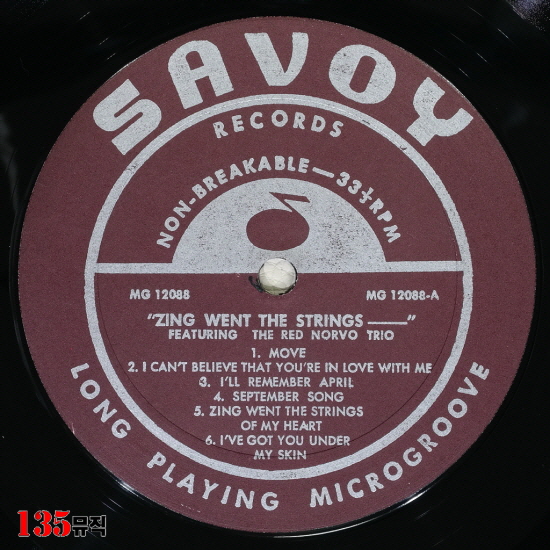 SAVOY
RECORDS
NON-BREAKABLE—33⅓RPM
MG 12088
MG 12088-A
"ZING WENT THE STRINGS ——"
FEATURING THE RED NORVO TRIO
1. MOVE
2. I CAN'T BELIEVE THAT YOU'RE IN LOVE WITH ME
3. I'LL REMEMBER APRIL
4. SEPTEMBER SONG
5. ZING WENT THE STRINGS
OF MY HEART
6. I'VE GOT YOU UNDER
MY SKIN
LONG PLAYING MICROGROOVE
135뮤직